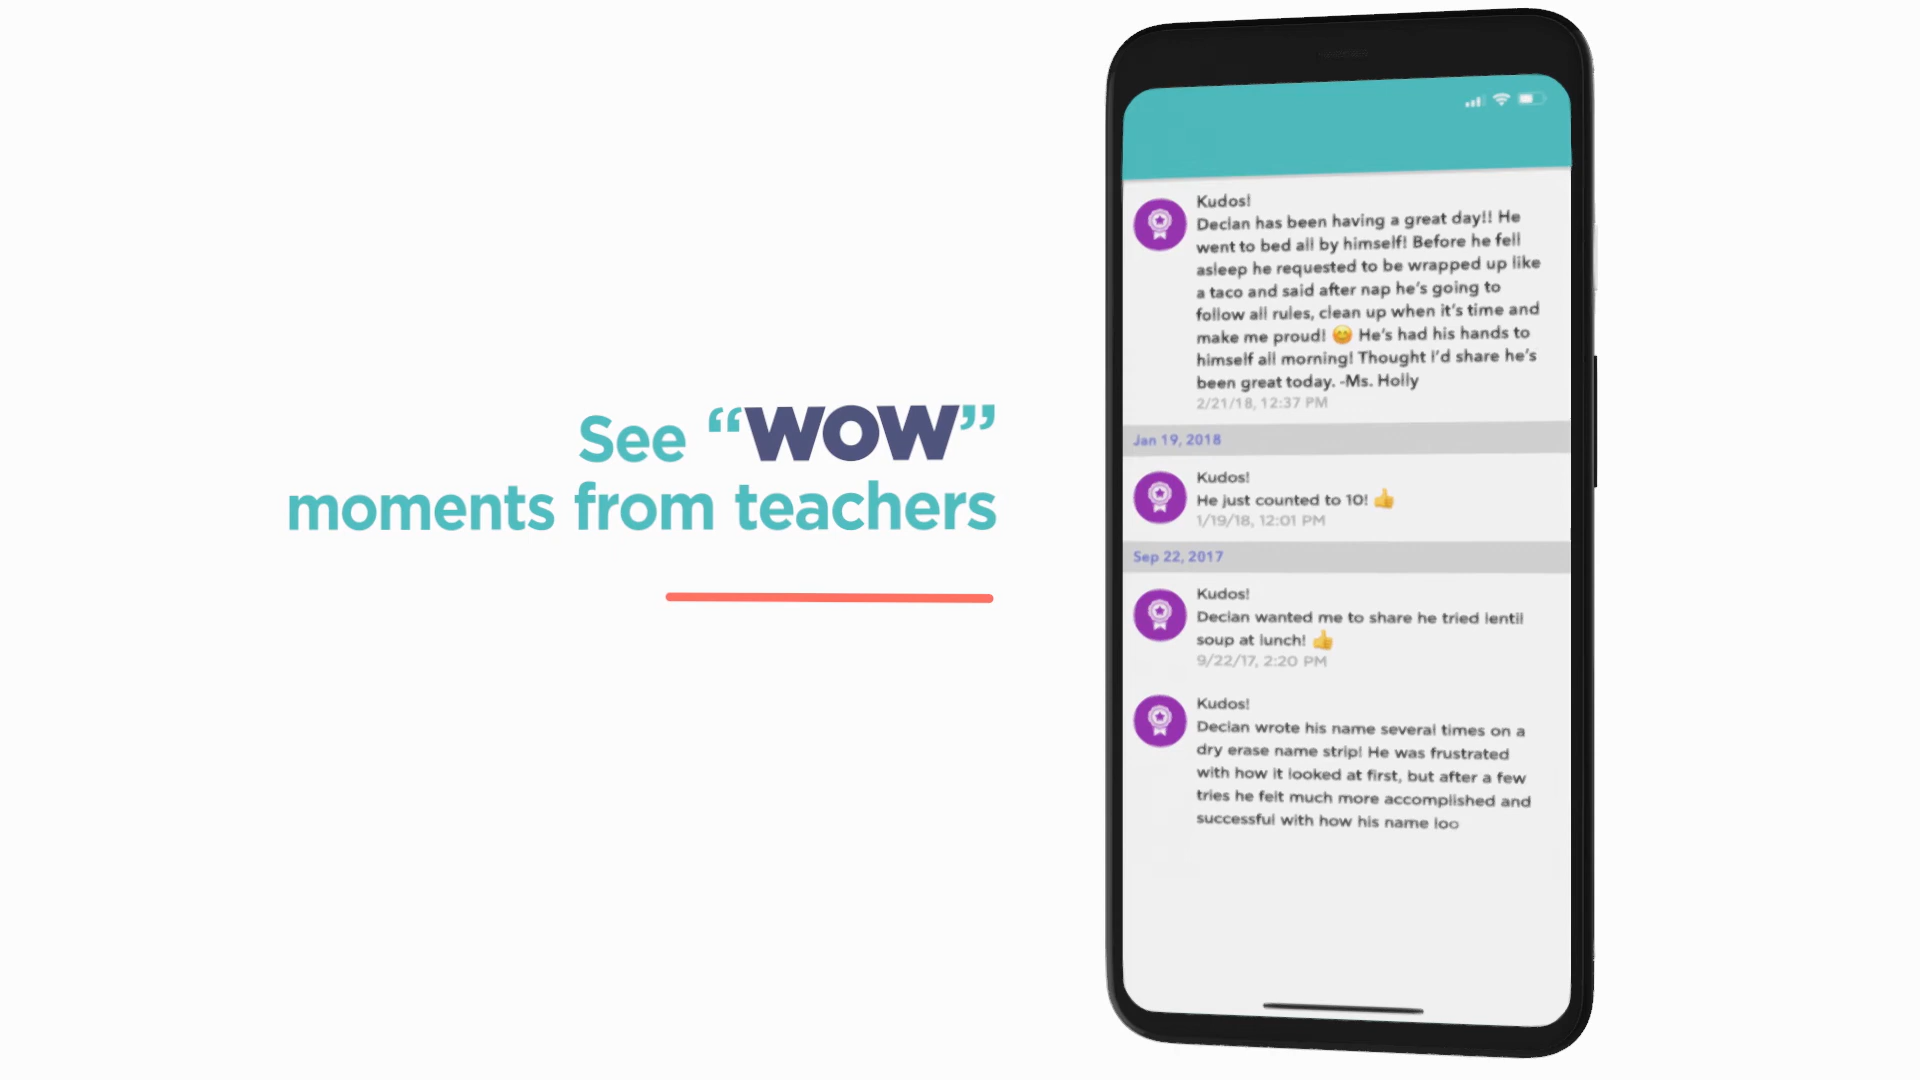 See “WOW”
moments from teachers
Kudos!
Declan has been having a great day!! He
went to bed all by himself! Before he fell
asleep he requested to be wrapped up like
a taco and said after nap he's going to
follow all rules, clean up when it's time and
make me proud! 😊 He's had his hands to
himself all morning! Thought i'd share he's
been great today. -Ms. Holly
2/21/18, 12:37 PM
Jan 19, 2018
Kudos!
He just counted to 10! 👍
1/19/18, 12:01 PM
Sep 22, 2017
Kudos!
Declan wanted me to share he tried lentil
soup at lunch! 👍
9/22/17, 2:20 PM
Kudos!
Declan wrote his name several times on a
dry erase name strip! He was frustrated
with how it looked at first, but after a few
tries he felt much more accomplished and
successful with how his name loo